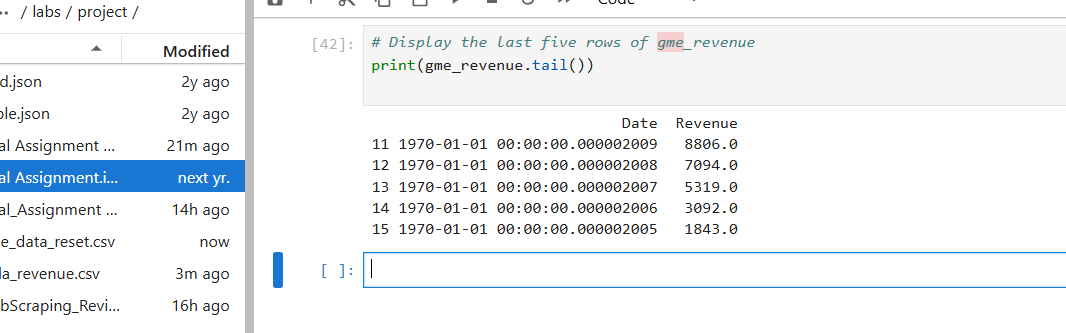 / labs / project /
Modified
d.json 2y ago
ple.json 2y ago
al Assignment ... 21m ago
al Assignment.i... next yr.
al_Assignment ... 14h ago
e_data_reset.csv now
la_revenue.csv 3m ago
bScraping_Revi... 16h ago
Code
[42]: # Display the last five rows of gme_revenue
print(gme_revenue.tail())
Date Revenue
11 1970-01-01 00:00:00.000002009 8806.0
12 1970-01-01 00:00:00.000002008 7094.0
13 1970-01-01 00:00:00.000002007 5319.0
14 1970-01-01 00:00:00.000002006 3092.0
15 1970-01-01 00:00:00.000002005 1843.0
[ ]: